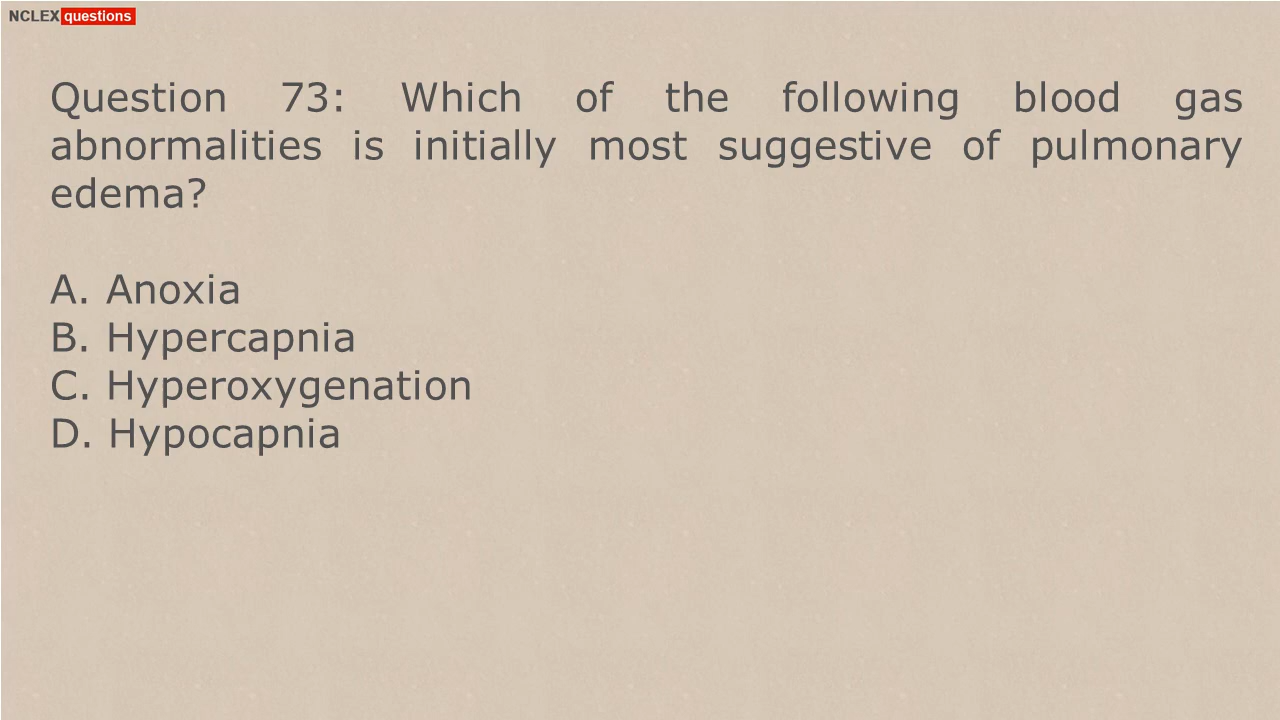 NCLEX questions
Question 73: Which of the following blood gas
abnormalities is initially most suggestive of pulmonary
edema?
A. Anoxia
B. Hypercapnia
C. Hyperoxygenation
D. Hypocapnia